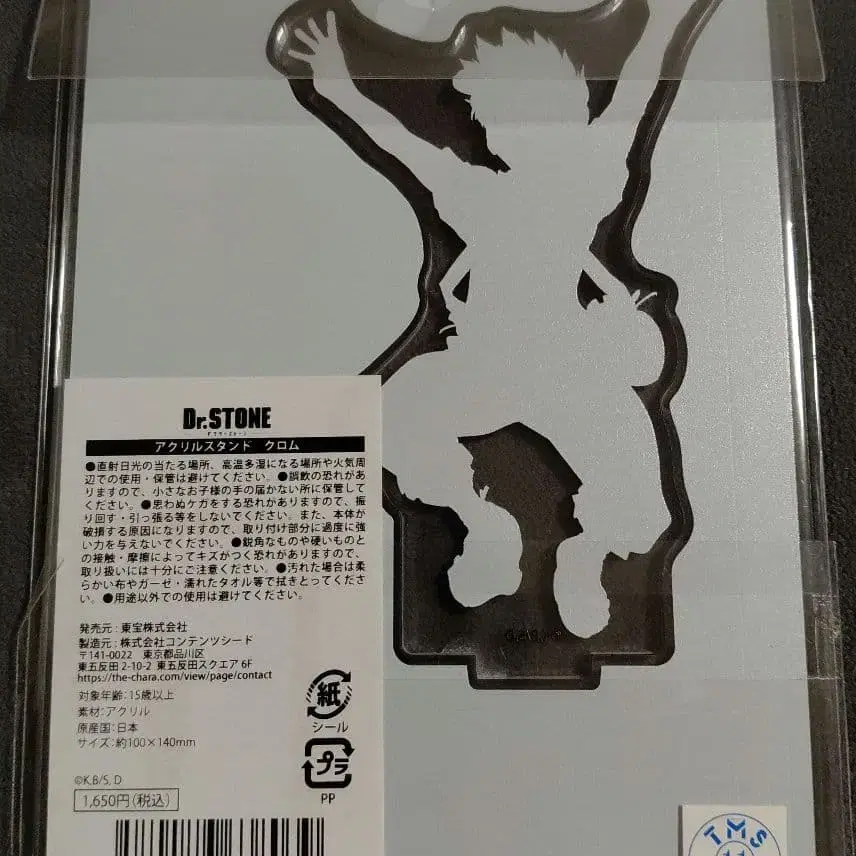 Dr.STONE
ドクターストーン
アクリルスタンド クロム
●直射日光の当たる場所、高温多湿になる場所や火気周
辺での使用・保管は避けてください。●誤飲の恐れがあ
りますので、小さなお子様の手の届かない所に保管して
ください。●思わぬケガをする恐れがありますので、振
り回す・引っ張る等をしないでください。また、本体が
破損する原因になりますので、取り付け部分に過度に強
い力を与えないでください。●鋭角なものや硬いものと
の接触・摩擦によってキズがつく恐れがありますので、
取り扱いには十分にご注意ください。●汚れた場合は柔
らかい布やガーゼ・濡れたタオル等で拭きとってくださ
い。●用途以外での使用は避けてください。
発売元:東宝株式会社
製造元:株式会社コンテンツシード
〒141-0022 東京都品川区
東五反田 2-10-2 東五反田スクエア 6F
https://the-chara.com/view/page/contact
対象年齢:15歳以上
素材:アクリル
原産国:日本
サイズ:約100×140mm
紙
シール
プラ
PP
©K,B/S, D
1,650円(税込)
TMS